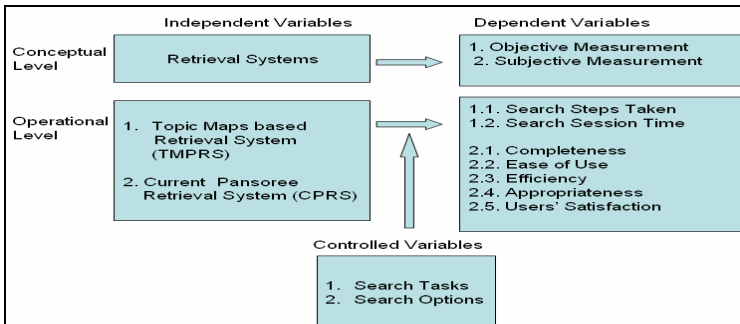 Independent Variables
Dependent Variables
Conceptual
Level
Retrieval Systems
1. Objective Measurement
2. Subjective Measurement
Operational
Level
1. Topic Maps based
Retrieval System
(TMPRS)
2. Current Pansoree
Retrieval System (CPRS)
1.1. Search Steps Taken
1.2. Search Session Time
2.1. Completeness
2.2. Ease of Use
2.3. Efficiency
2.4. Appropriateness
2.5. Users' Satisfaction
Controlled Variables
1. Search Tasks
2. Search Options